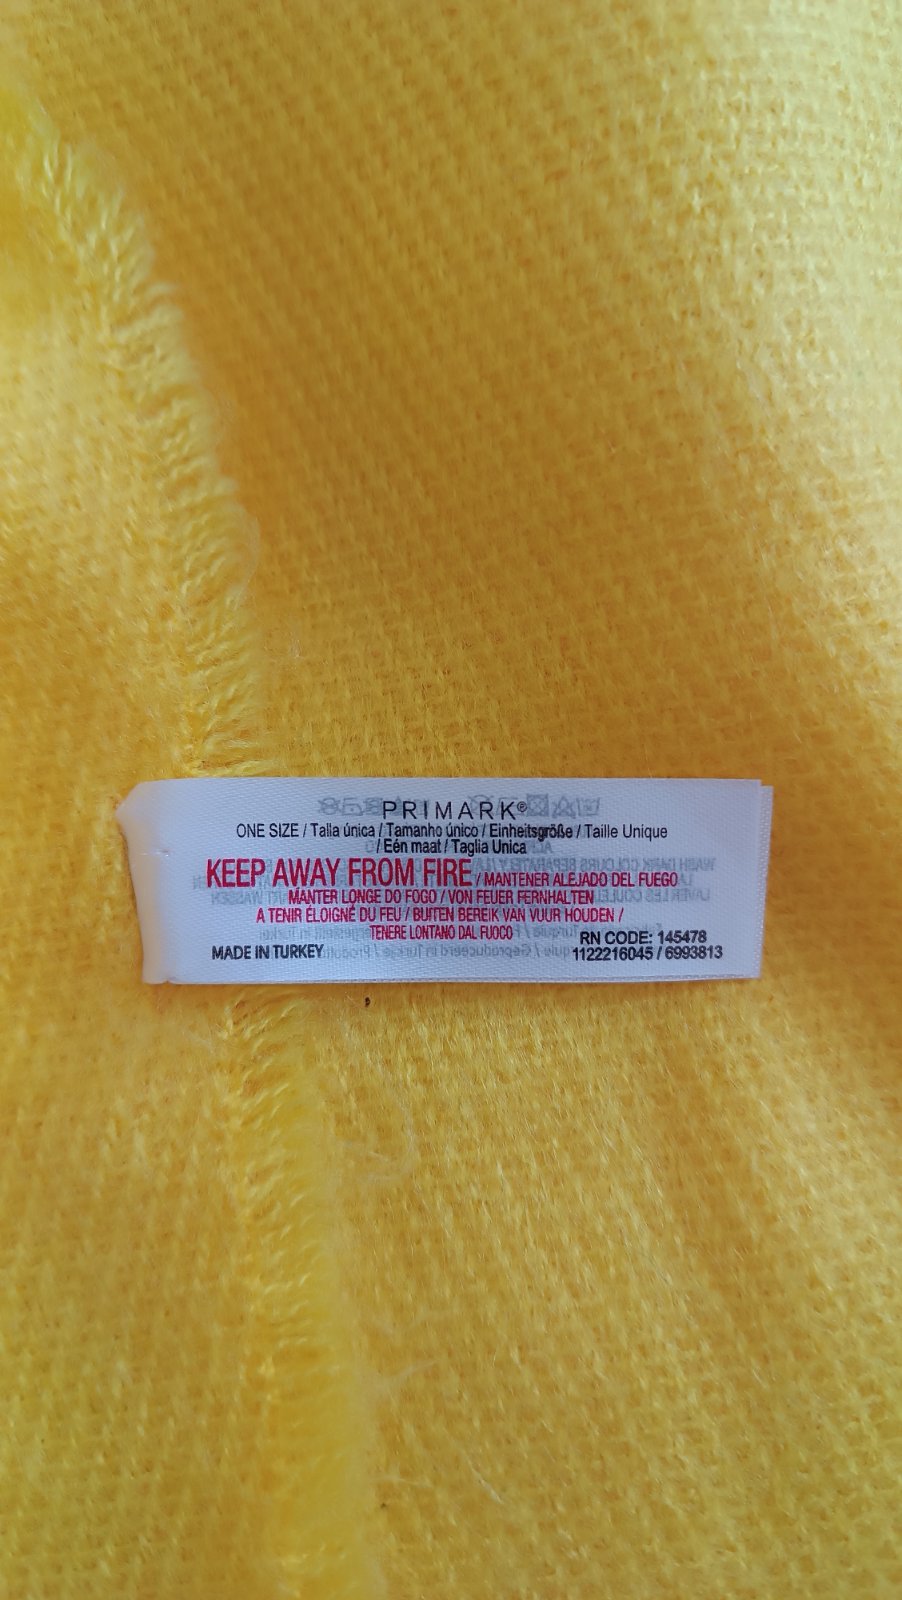 PRIMARK®
ONE SIZE / Talla única / Tamanho único / Einheitsgröße / Taille Unique
/ Eén maat / Taglia Unica
KEEP AWAY FROM FIRE / MANTENER ALEJADO DEL FUEGO
MANTER LONGE DO FOGO / VON FEUER FERNHALTEN
A TENIR ÉLOIGNÉ DU FEU / BUITEN BEREIK VAN VUUR HOUDEN /
TENERE LONTANO DAL FUOCO
RN CODE: 145478
MADE IN TURKEY
1122216045 / 6993813